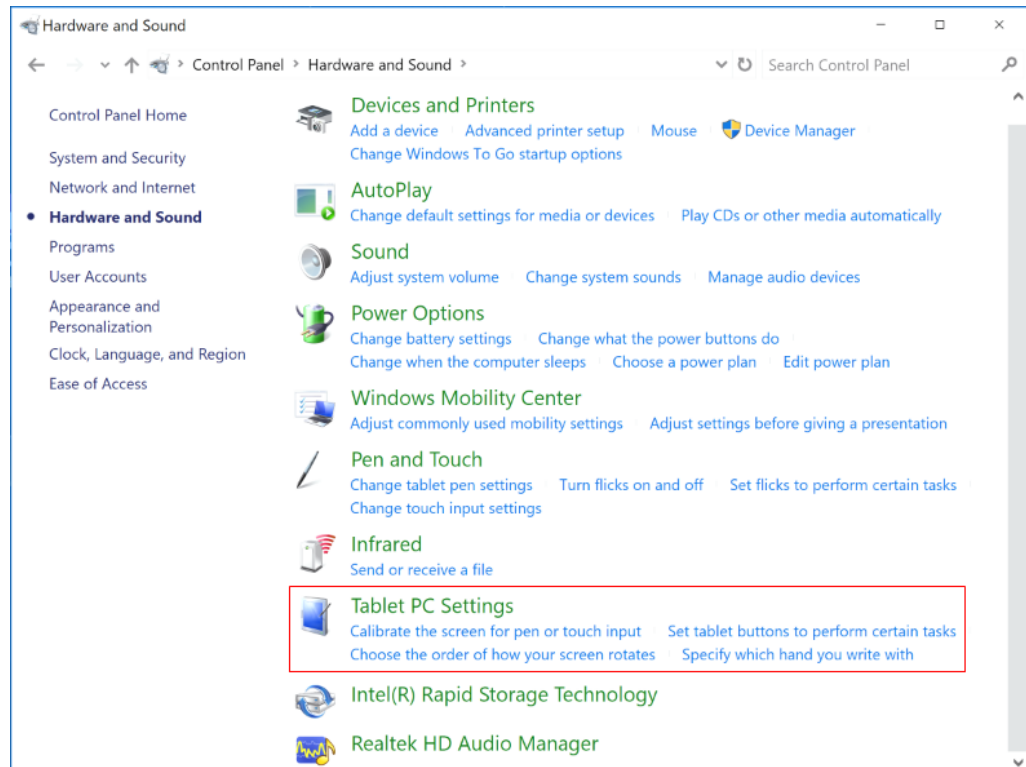 Hardware and Sound
Control Panel > Hardware and Sound >
Search Control Panel
Control Panel Home
System and Security
Network and Internet
Hardware and Sound
Programs
User Accounts
Appearance and
Personalization
Clock, Language, and Region
Ease of Access
Devices and Printers
Add a device Advanced printer setup Mouse Device Manager
Change Windows To Go startup options
AutoPlay
Change default settings for media or devices Play CDs or other media automatically
Sound
Adjust system volume Change system sounds Manage audio devices
Power Options
Change battery settings Change what the power buttons do
Change when the computer sleeps Choose a power plan Edit power plan
Windows Mobility Center
Adjust commonly used mobility settings Adjust settings before giving a presentation
Pen and Touch
Change tablet pen settings Turn flicks on and off Set flicks to perform certain tasks
Change touch input settings
Infrared
Send or receive a file
Tablet PC Settings
Calibrate the screen for pen or touch input Set tablet buttons to perform certain tasks
Choose the order of how your screen rotates Specify which hand you write with
Intel(R) Rapid Storage Technology
Realtek HD Audio Manager